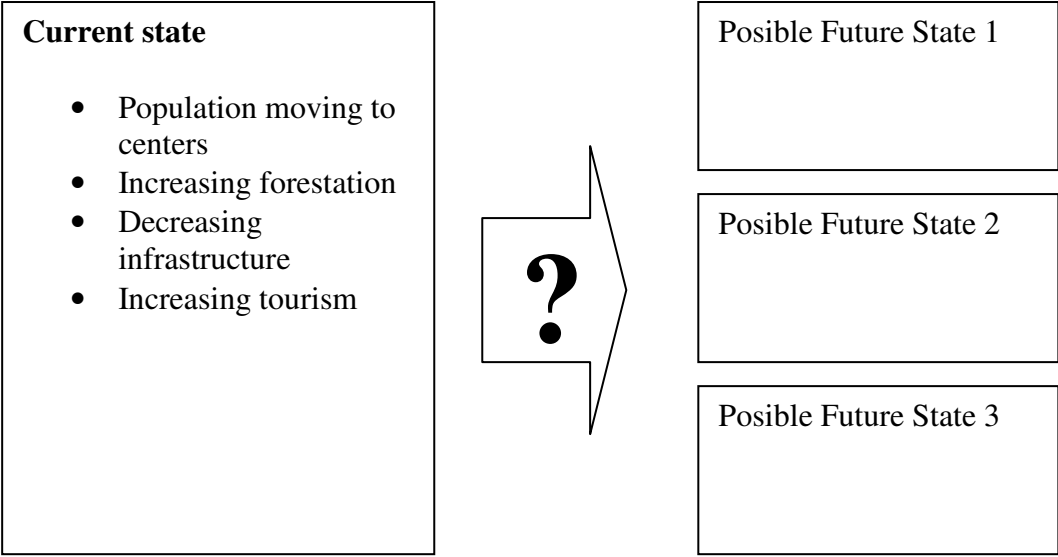 Current state
• Population moving to
centers
• Increasing forestation
• Decreasing
infrastructure
• Increasing tourism
?
Posible Future State 1
Posible Future State 2
Posible Future State 3